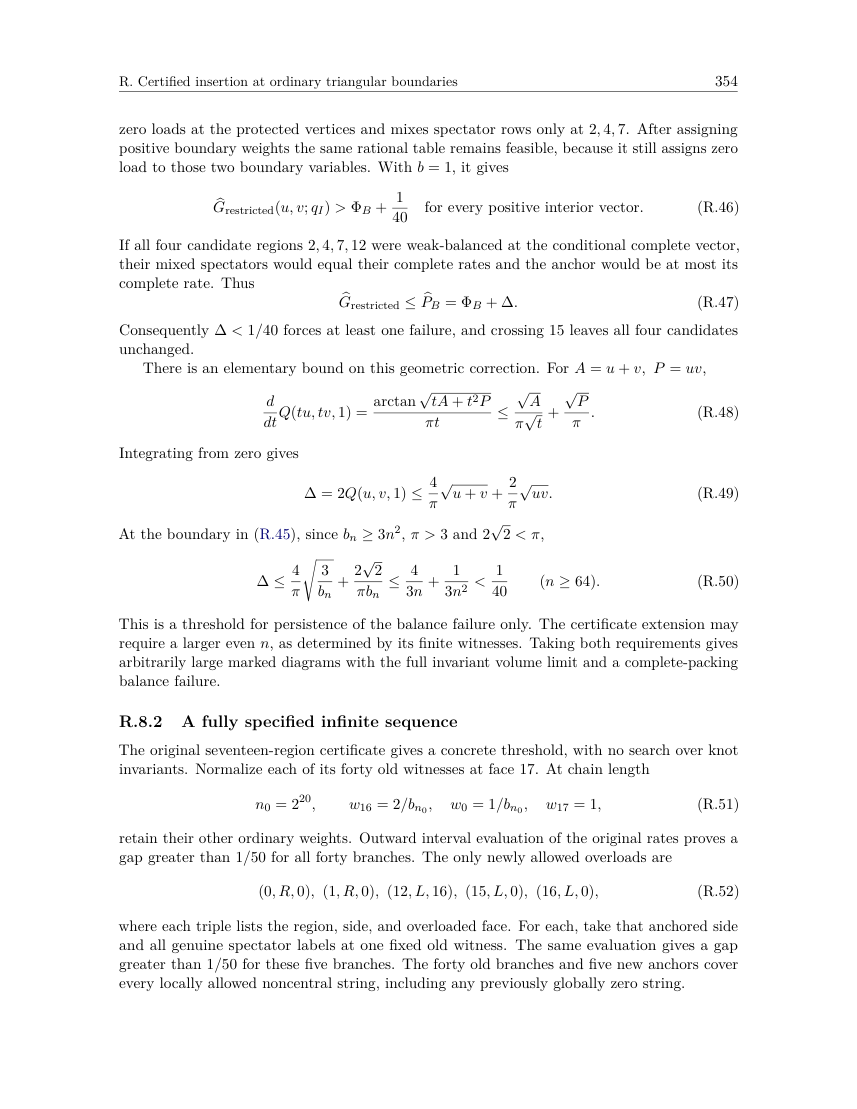 R. Certified insertion at ordinary triangular boundaries 354
zero loads at the protected vertices and mixes spectator rows only at 2, 4, 7. After assigning
positive boundary weights the same rational table remains feasible, because it still assigns zero
load to those two boundary variables. With b = 1, it gives
Ĝ_restricted(u, v; q_I) > Φ_B + 1/40 for every positive interior vector. (R.46)
If all four candidate regions 2, 4, 7, 12 were weak-balanced at the conditional complete vector,
their mixed spectators would equal their complete rates and the anchor would be at most its
complete rate. Thus
Ĝ_restricted ≤ P̂_B = Φ_B + Δ. (R.47)
Consequently Δ < 1/40 forces at least one failure, and crossing 15 leaves all four candidates
unchanged.
There is an elementary bound on this geometric correction. For A = u + v, P = uv,
d/dt Q(tu, tv, 1) = arctan √(tA + t²P) / πt ≤ √A / π√t + √P / π. (R.48)
Integrating from zero gives
Δ = 2Q(u, v, 1) ≤ 4/π √(u + v) + 2/π √(uv). (R.49)
At the boundary in (R.45), since b_n ≥ 3n², π > 3 and 2√2 < π,
Δ ≤ 4/π √(3/b_n) + 2√2/πb_n ≤ 4/3n + 1/3n² < 1/40 (n ≥ 64). (R.50)
This is a threshold for persistence of the balance failure only. The certificate extension may
require a larger even n, as determined by its finite witnesses. Taking both requirements gives
arbitrarily large marked diagrams with the full invariant volume limit and a complete-packing
balance failure.
R.8.2 A fully specified infinite sequence
The original seventeen-region certificate gives a concrete threshold, with no search over knot
invariants. Normalize each of its forty old witnesses at face 17. At chain length
n₀ = 2²⁰, w₁₆ = 2/b_{n₀}, w₀ = 1/b_{n₀}, w₁₇ = 1, (R.51)
retain their other ordinary weights. Outward interval evaluation of the original rates proves a
gap greater than 1/50 for all forty branches. The only newly allowed overloads are
(0, R, 0), (1, R, 0), (12, L, 16), (15, L, 0), (16, L, 0), (R.52)
where each triple lists the region, side, and overloaded face. For each, take that anchored side
and all genuine spectator labels at one fixed old witness. The same evaluation gives a gap
greater than 1/50 for these five branches. The forty old branches and five new anchors cover
every locally allowed noncentral string, including any previously globally zero string.